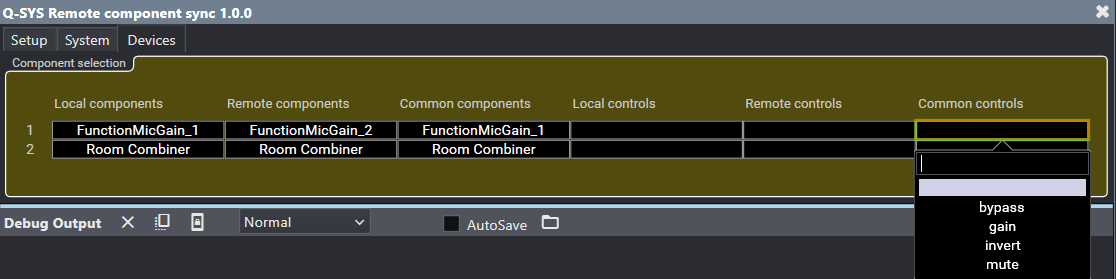 Q-SYS Remote component sync 1.0.0
Setup System Devices
Component selection
Local components Remote components Common components Local controls Remote controls Common controls
1 FunctionMicGain_1 FunctionMicGain_2 FunctionMicGain_1
2 Room Combiner Room Combiner Room Combiner
bypass
gain
invert
mute
Debug Output Normal AutoSave